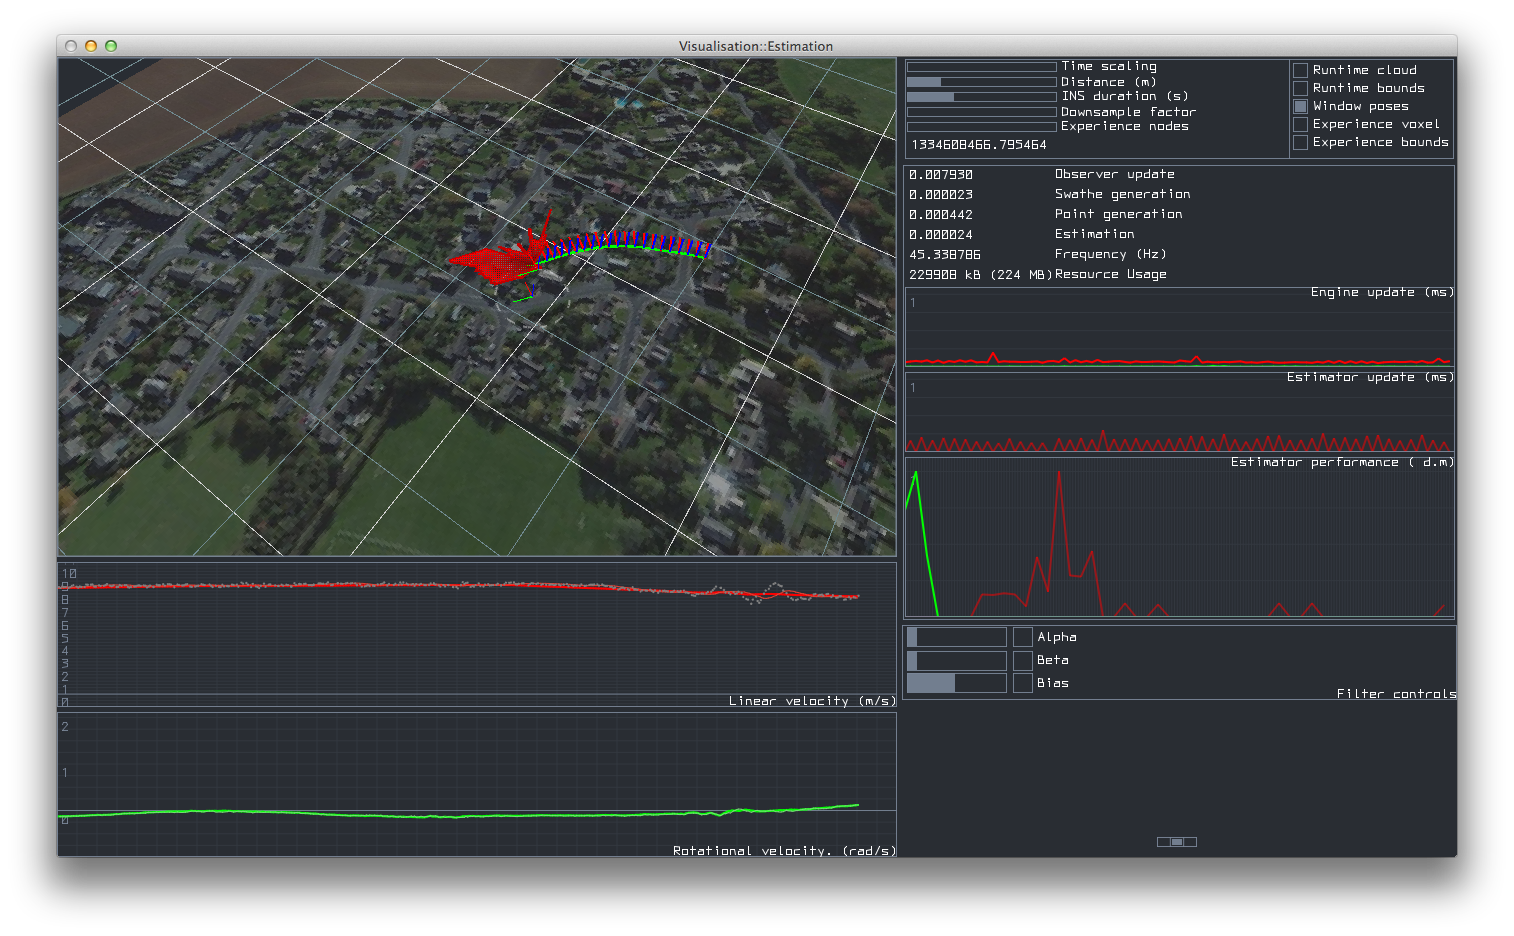 Visualisation::Estimation
Time scaling
Distance (m)
INS duration (s)
Downsample factor
Experience nodes
1334608466.795464
Runtime cloud
Runtime bounds
Window poses
Experience voxel
Experience bounds
0.007930 Observer update
0.000023 Swathe generation
0.000442 Point generation
0.000024 Estimation
45.338786 Frequency (Hz)
229908 kB (224 MB) Resource Usage
Engine update (ms)
1
Estimator update (ms)
1
Estimator performance ( d.m)
10
9
8
7
6
5
4
3
2
1
0
Linear velocity (m/s)
2
1
0
Rotational velocity. (rad/s)
Alpha
Beta
Bias
Filter controls